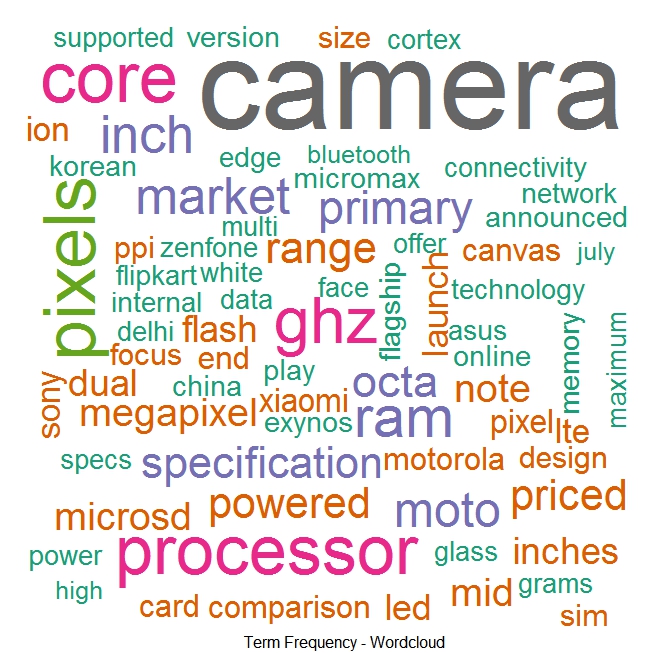 supported version size cortex
core camera
ion inch
korean edge bluetooth connectivity
micromax network
pixels market primary announced
multi
ppi zenfone range offer canvas july
flipkart white
internal data face flagship launch technology
delhi flash ghz asus
focus end online memory maximum
sony dual china play octa note
megapixel xiaomi
exynos ram pixel lte
specs specification motorola design
microsd powered moto priced
power processor glass inches
high mid grams
card comparison led sim
Term Frequency - Wordcloud